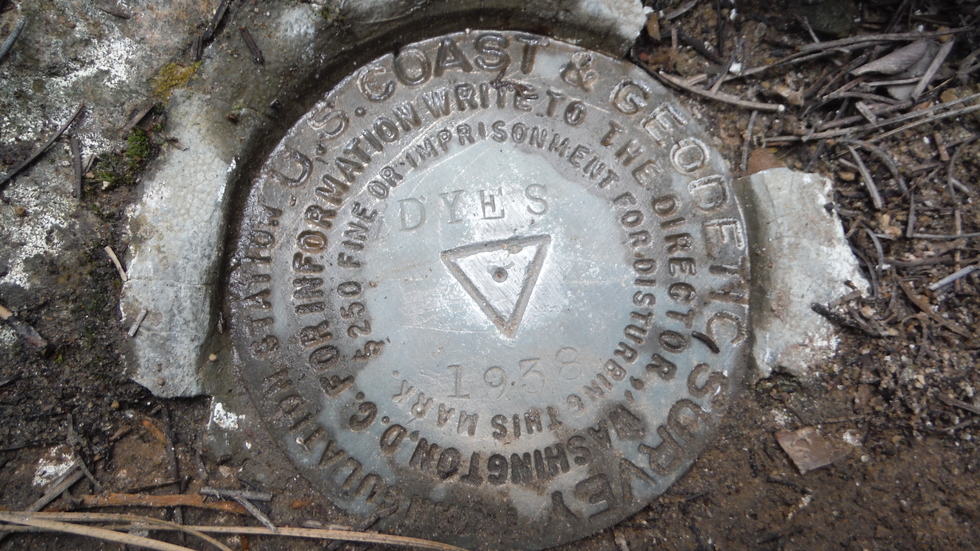 U.S. COAST & GEODETIC SURVEY
GULATION STATION
FOR INFORMATION WRITE TO THE DIRECTOR, WASHINGTON, D.C.
$250 FINE OR IMPRISONMENT FOR DISTURBING THIS MARK.
DYES
1938